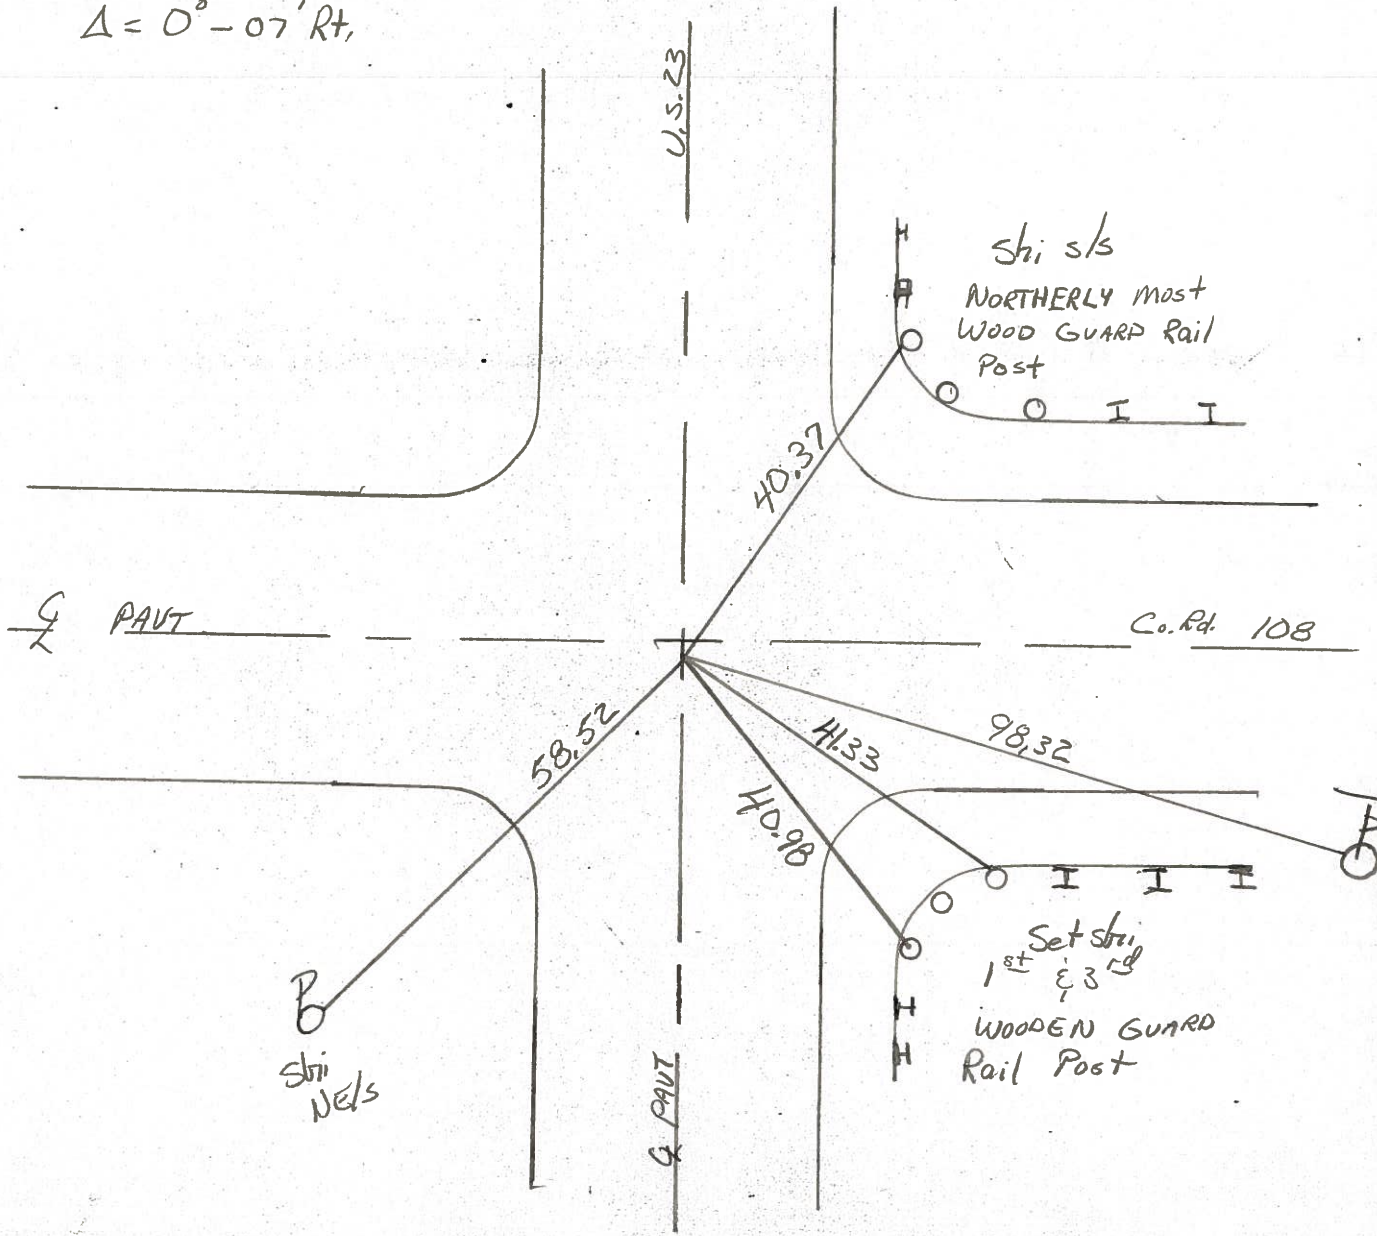 Δ = 0° - 07' Rt.
U.S. 23
Shi s/s
NORTHERLY Most
WOOD GUARD Rail
Post
40.37
℄ PAVT
Co. Rd. 108
58.52
41.33
98.32
40.98
Set shi
1st & 3rd
WOODEN GUARD
Rail Post
P
Shi
NE/s
℄ PAVT